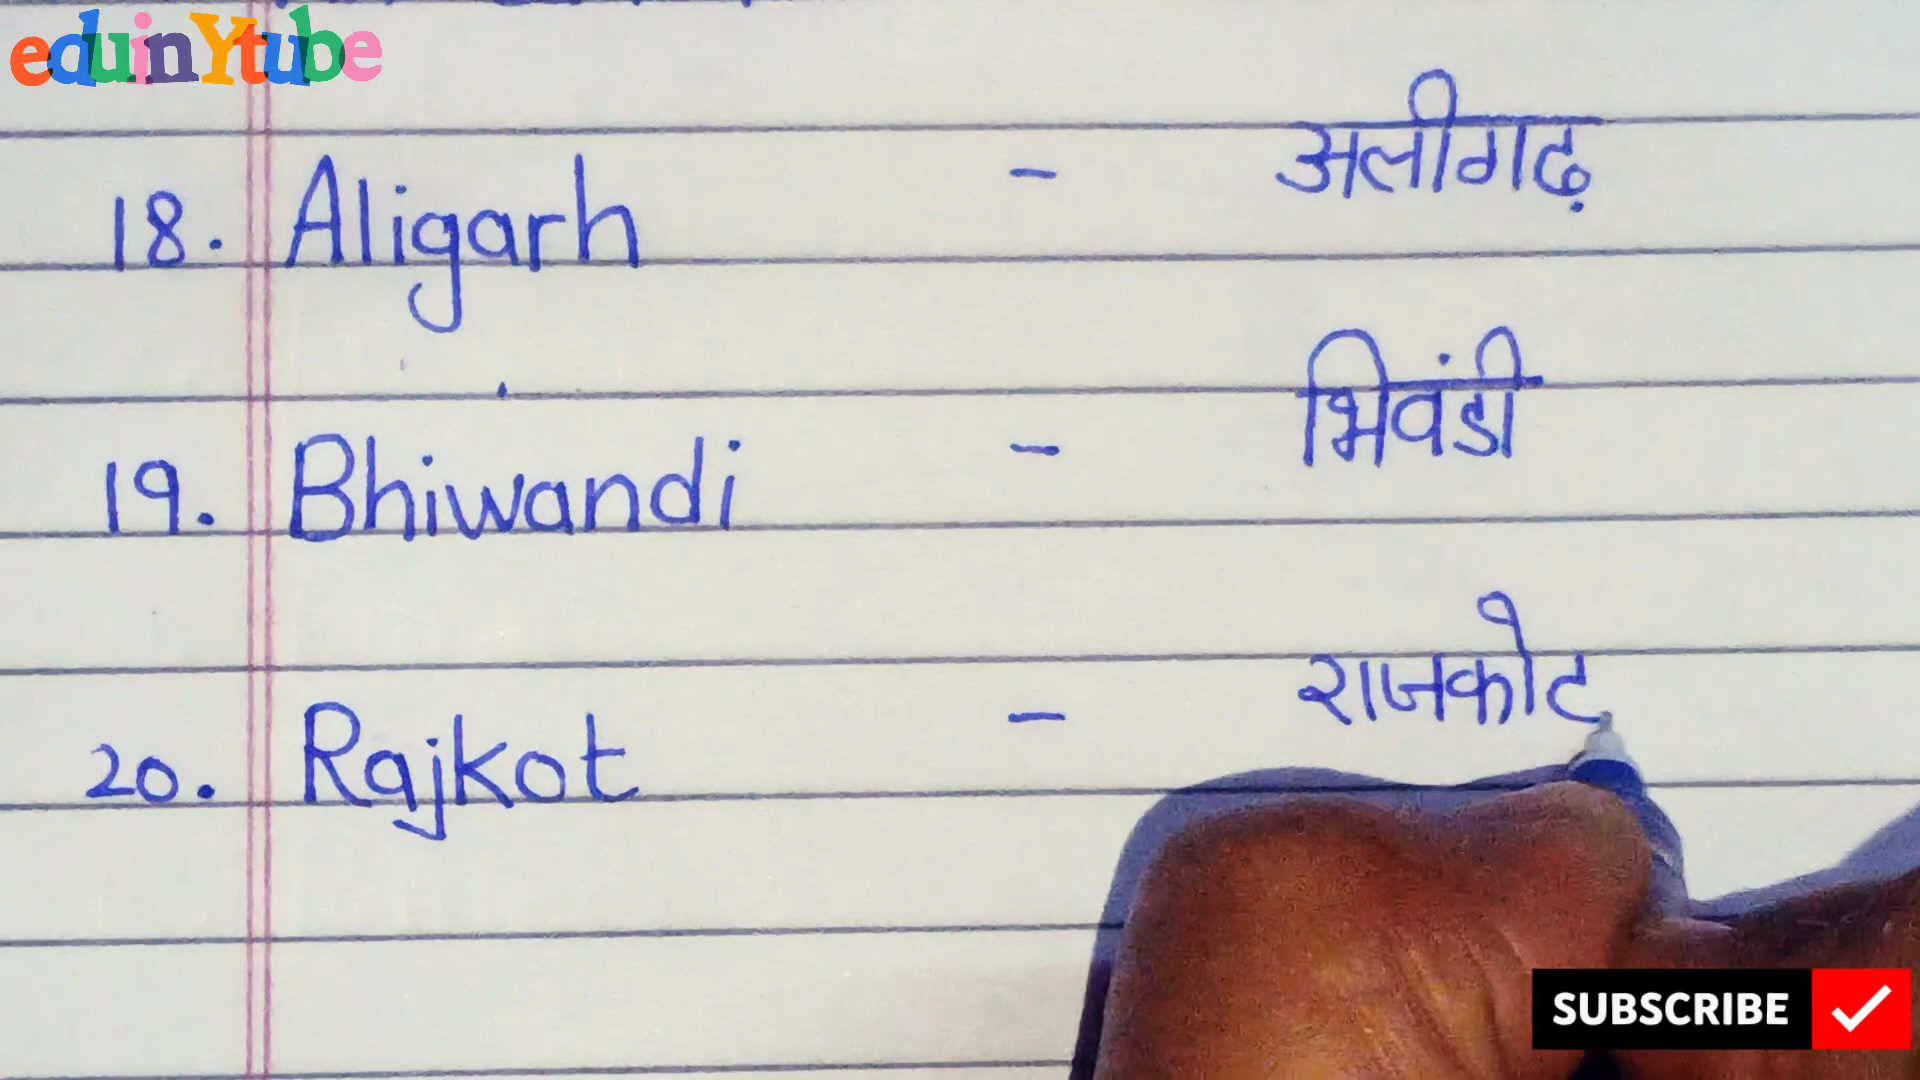 eduinYtube
18. Aligarh - अलीगढ़
19. Bhiwandi - भिवंडी
20. Rajkot - राजकोट
SUBSCRIBE